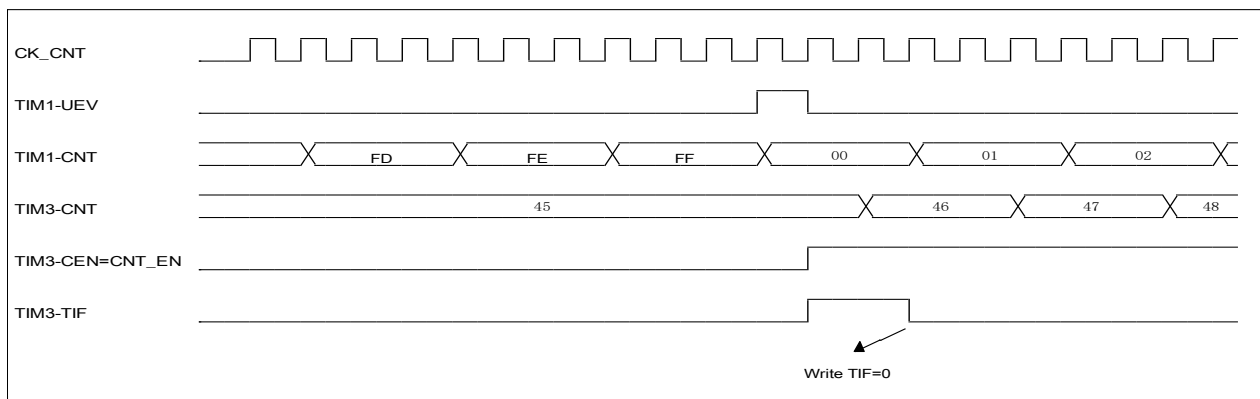 CK_CNT
TIM1-UEV
TIM1-CNT FD FE FF 00 01 02
TIM3-CNT 45 46 47 48
TIM3-CEN=CNT_EN
TIM3-TIF
Write TIF=0